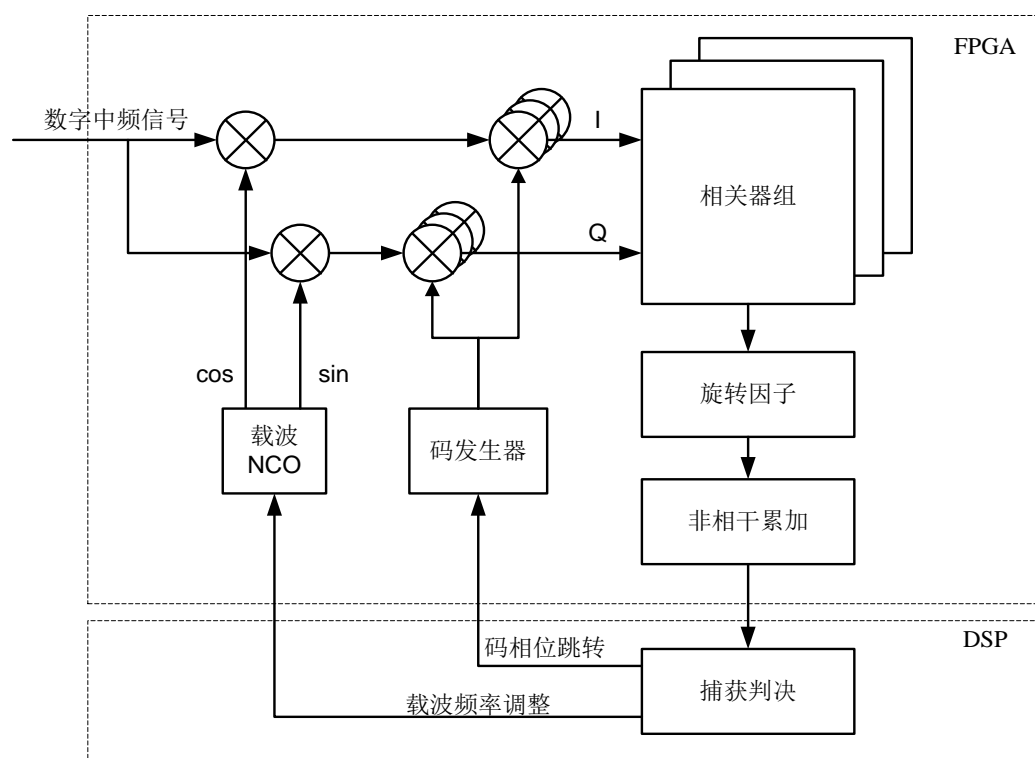 FPGA
数字中频信号
I
相关器组
Q
cos
sin
旋转因子
载波
NCO
码发生器
非相干累加
DSP
码相位跳转
捕获判决
载波频率调整